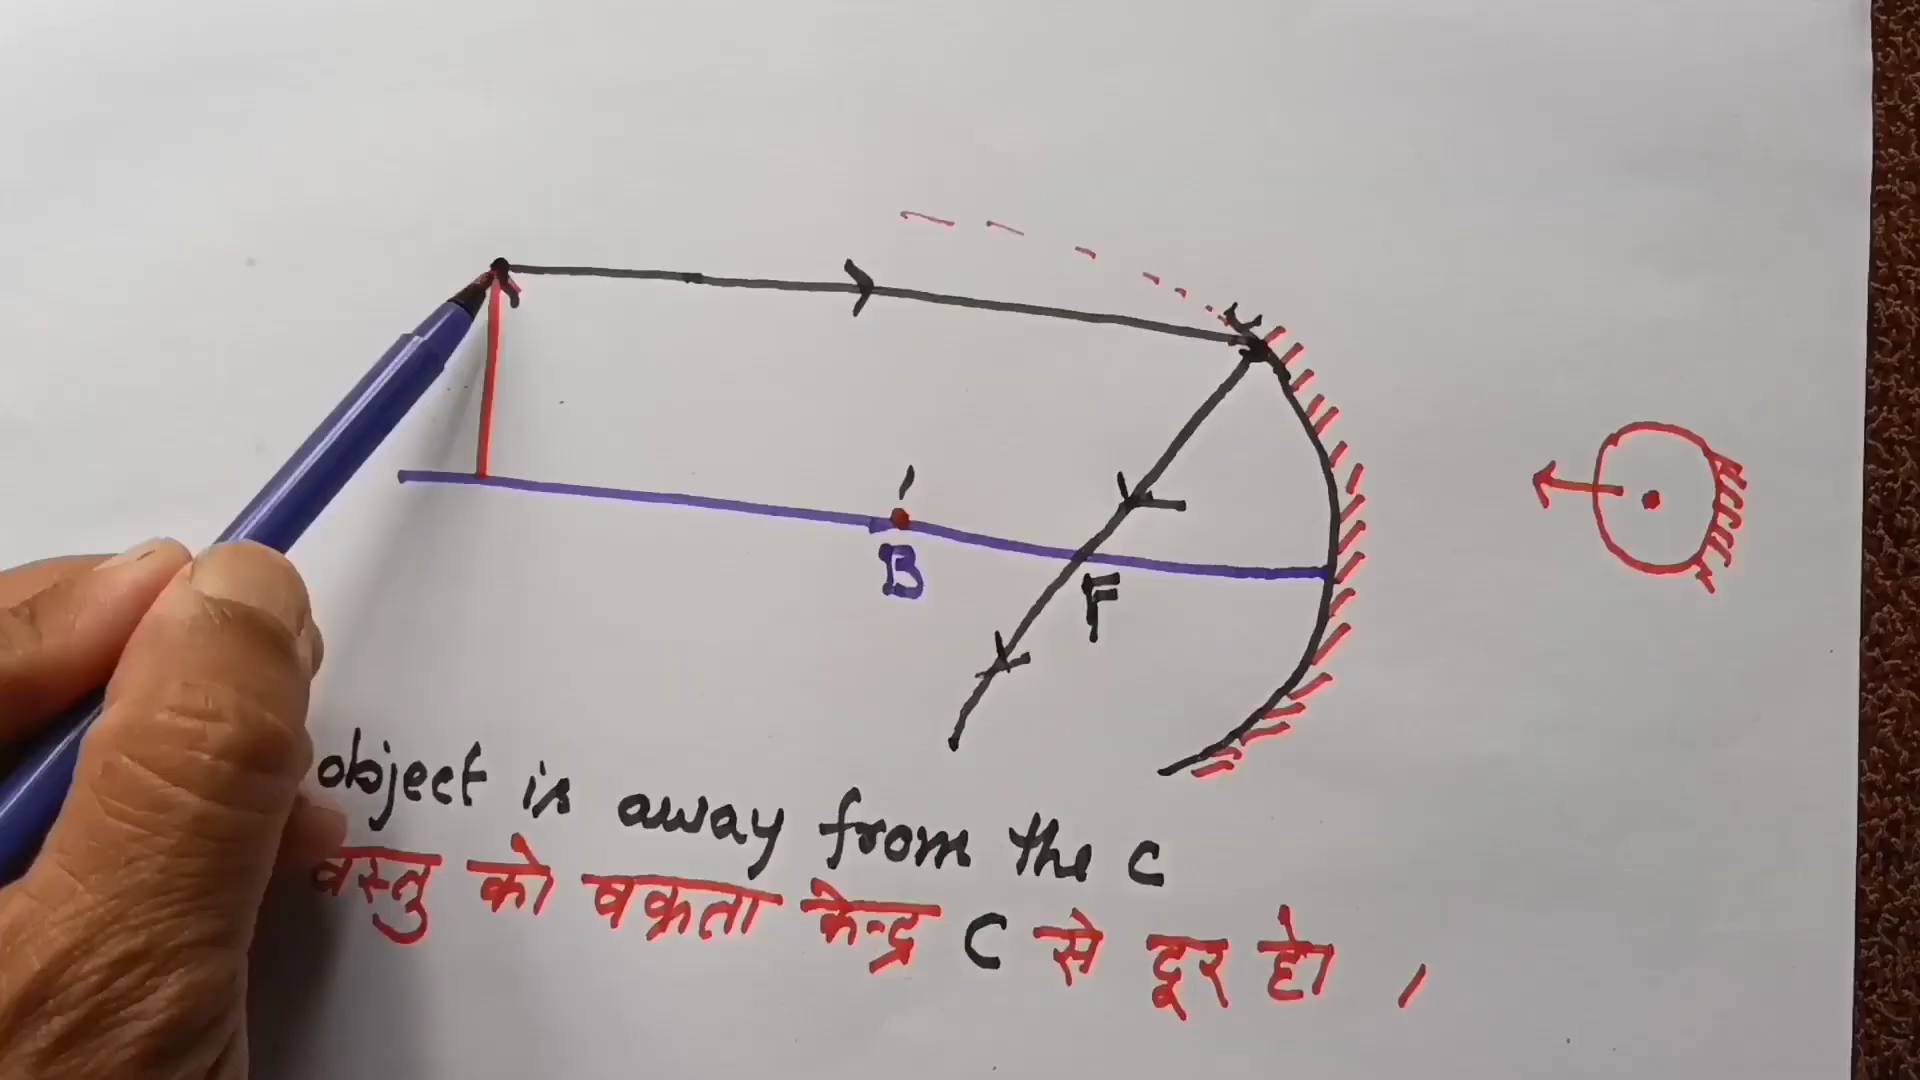 B
F
object is away from the C
वस्तु को वक्रता केन्द्र C से दूर हो ।